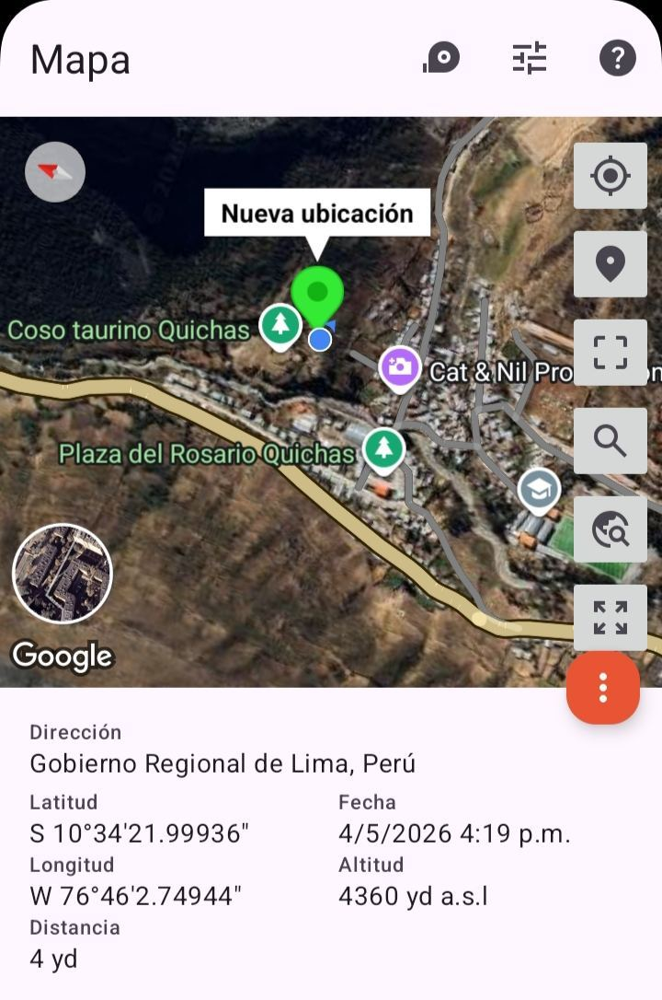 Mapa
Nueva ubicación
Coso taurino Quichas
Cat & Nil Pro
Plaza del Rosario Quichas
Google
Dirección
Gobierno Regional de Lima, Perú
Latitud
Fecha
S 10°34'21.99936"
4/5/2026 4:19 p.m.
Longitud
Altitud
W 76°46'2.74944"
4360 yd a.s.l
Distancia
4 yd